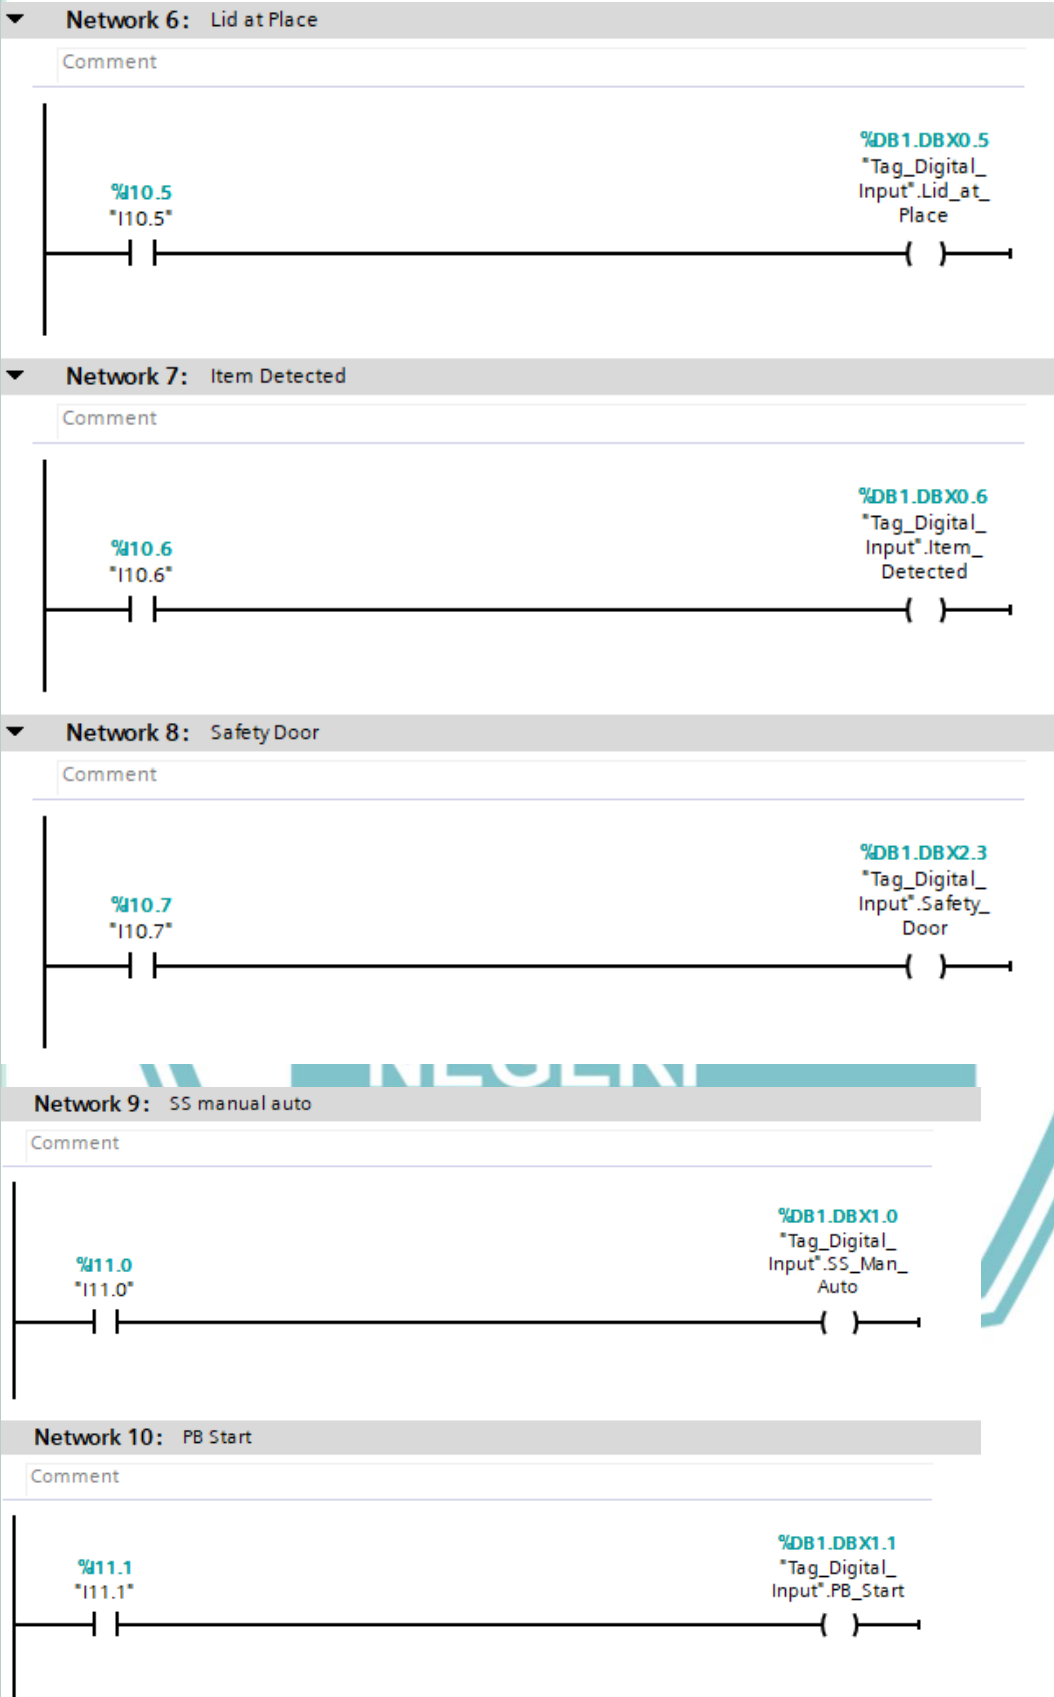 Network 6: Lid at Place
Comment
%DB1.DBX0.5
"Tag_Digital_
Input".Lid_at_
Place
%I10.5
"I10.5"
Network 7: Item Detected
Comment
%DB1.DBX0.6
"Tag_Digital_
Input".Item_
Detected
%I10.6
"I10.6"
Network 8: Safety Door
Comment
%DB1.DBX2.3
"Tag_Digital_
Input".Safety_
Door
%I10.7
"I10.7"
NEGERI
Network 9: SS manual auto
Comment
%DB1.DBX1.0
"Tag_Digital_
Input".SS_Man_
Auto
%I11.0
"I11.0"
Network 10: PB Start
Comment
%DB1.DBX1.1
"Tag_Digital_
Input".PB_Start
%I11.1
"I11.1"